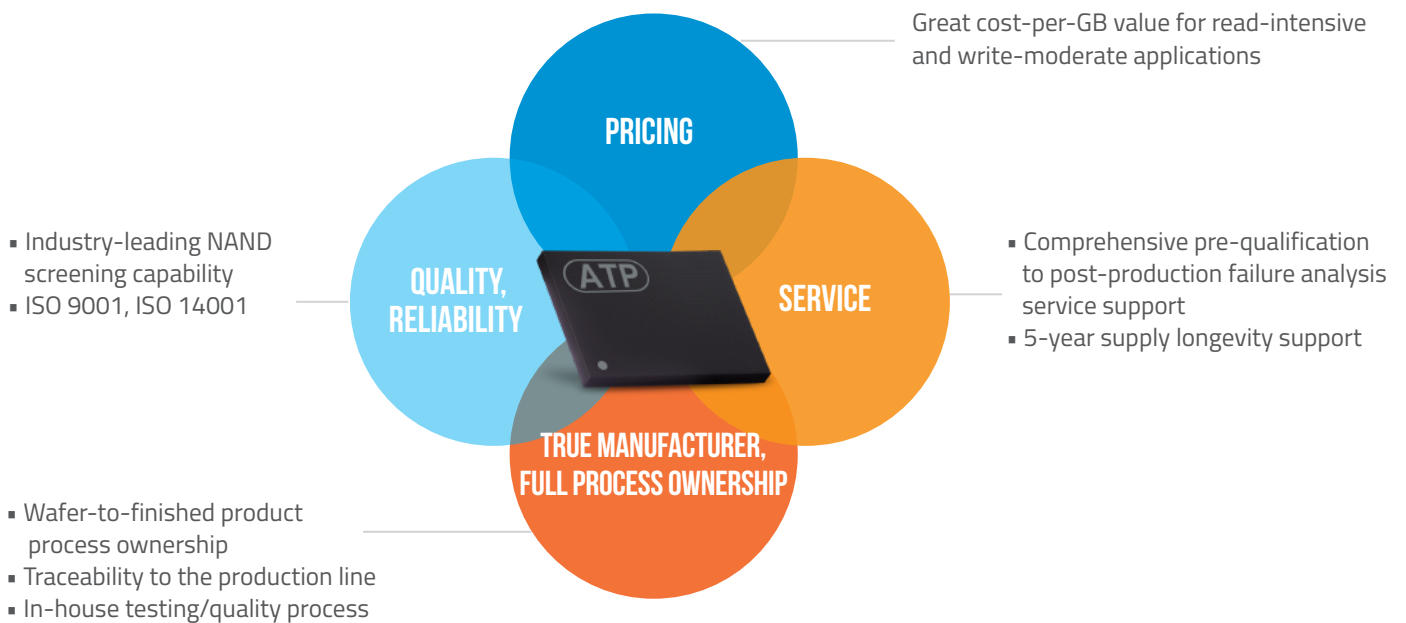 Great cost-per-GB value for read-intensive
and write-moderate applications
PRICING
▪ Industry-leading NAND
screening capability
▪ ISO 9001, ISO 14001
QUALITY,
RELIABILITY
ATP
SERVICE
▪ Comprehensive pre-qualification
to post-production failure analysis
service support
▪ 5-year supply longevity support
TRUE MANUFACTURER,
FULL PROCESS OWNERSHIP
▪ Wafer-to-finished product
process ownership
▪ Traceability to the production line
▪ In-house testing/quality process